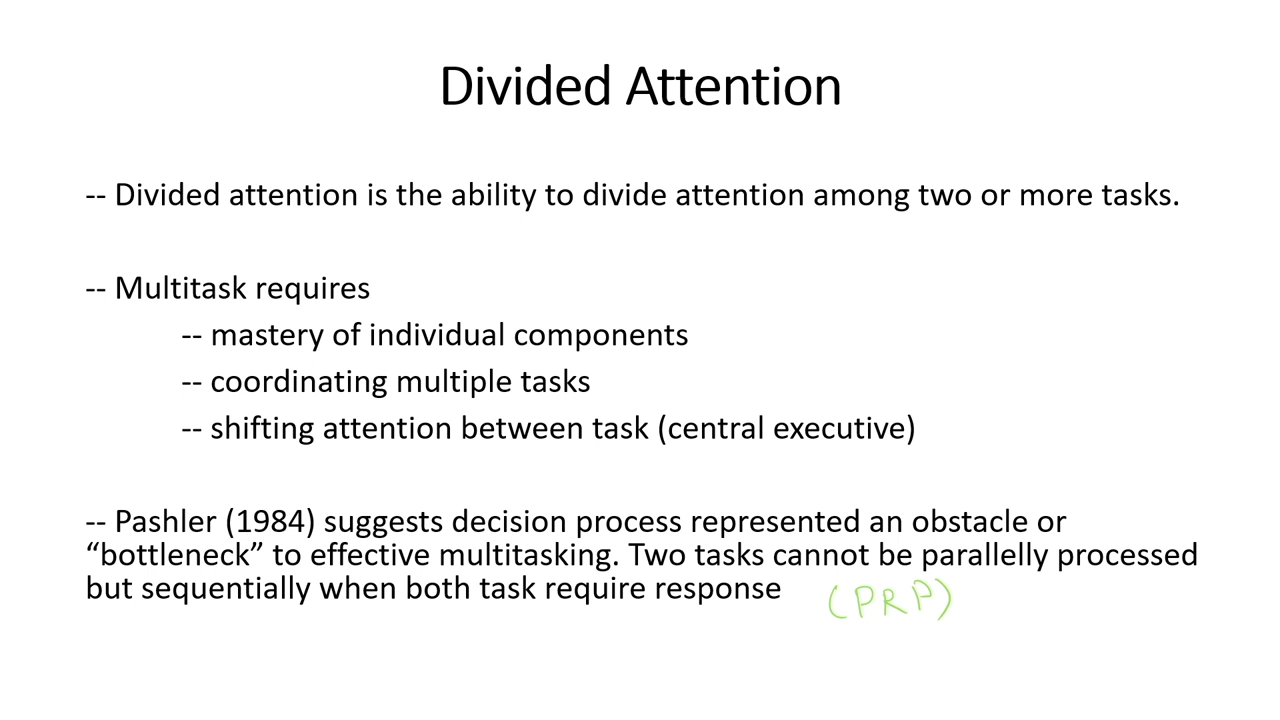 Divided Attention
-- Divided attention is the ability to divide attention among two or more tasks.
-- Multitask requires
-- mastery of individual components
-- coordinating multiple tasks
-- shifting attention between task (central executive)
-- Pashler (1984) suggests decision process represented an obstacle or
“bottleneck” to effective multitasking. Two tasks cannot be parallelly processed
but sequentially when both task require response (PRP)